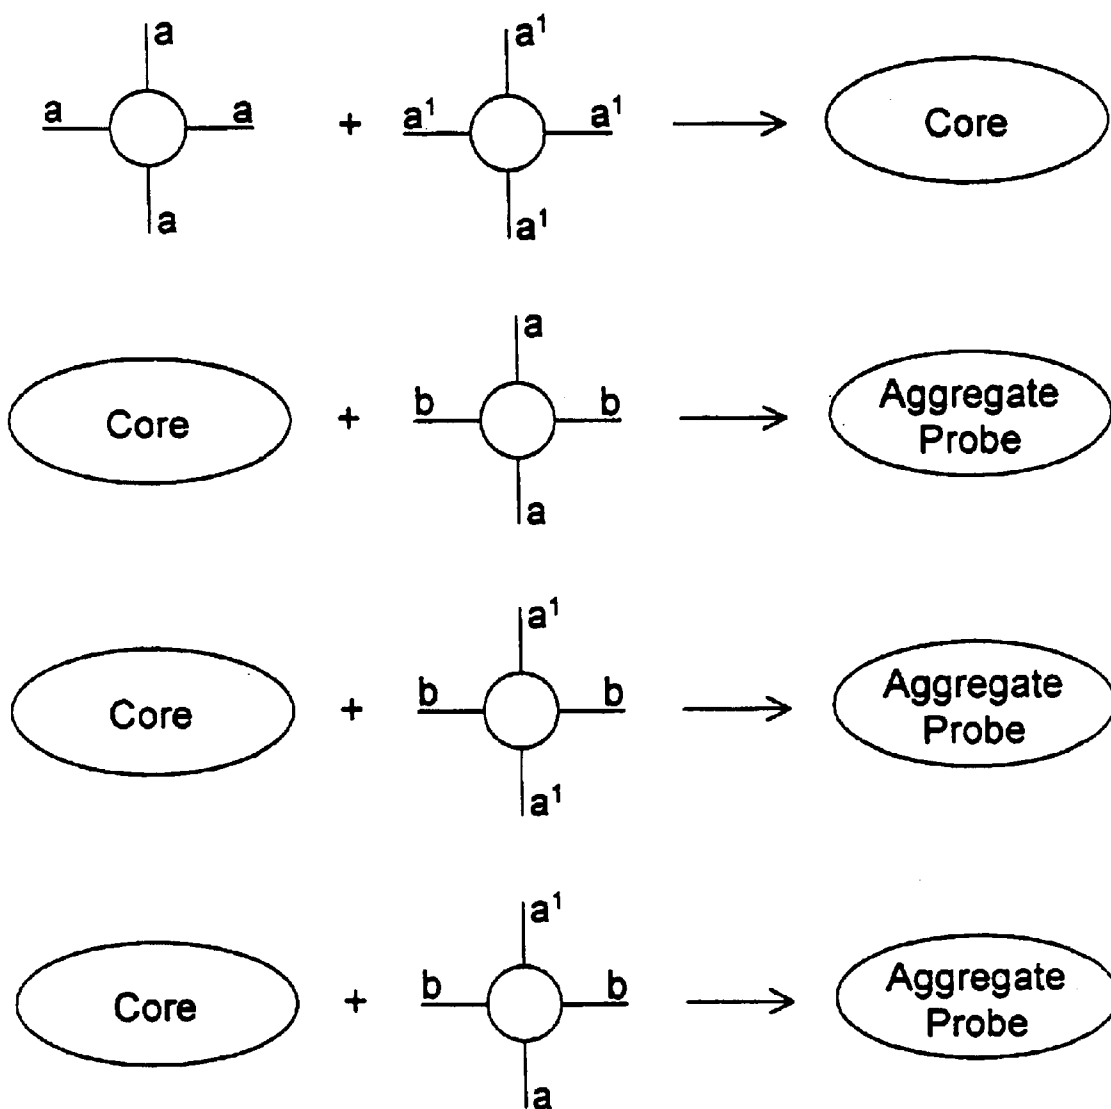 a
a a
a
+
a¹
a¹ a¹
a¹
Core
Core
+
a
b b
a
Aggregate
Probe
Core
+
a¹
b b
a¹
Aggregate
Probe
Core
+
a¹
b b
a
Aggregate
Probe